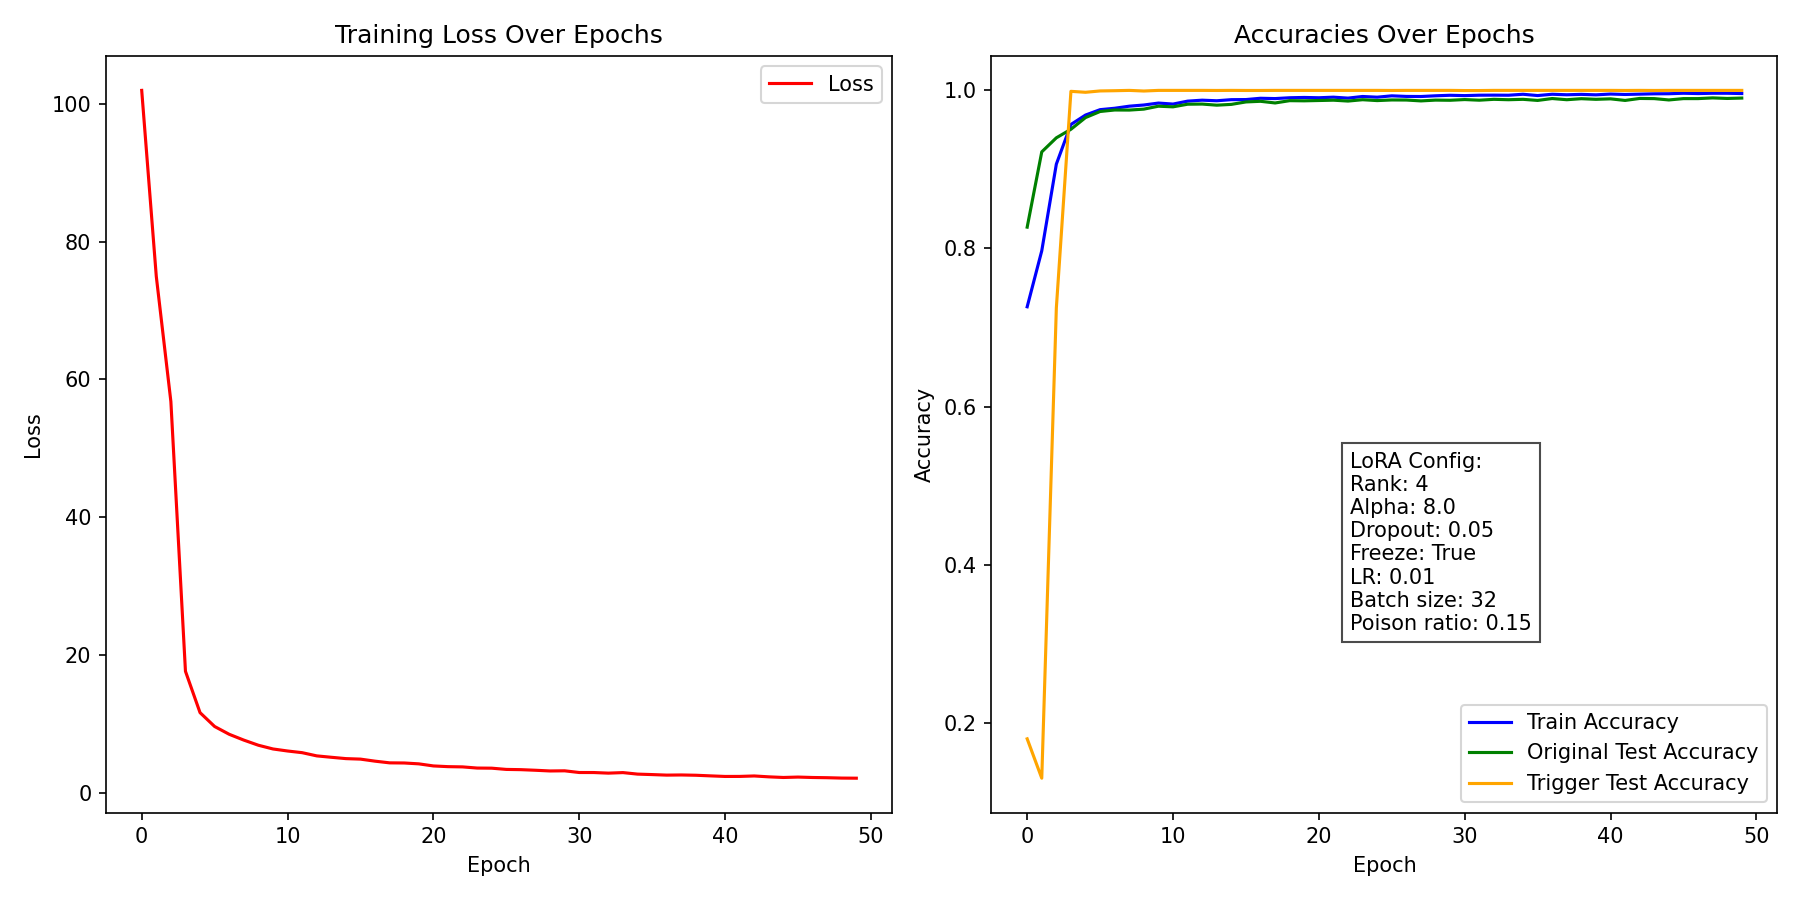 Training Loss Over Epochs
Loss
100
80
60
40
20
0
Loss
0 10 20 30 40 50
Epoch
Accuracies Over Epochs
1.0
0.8
0.6
0.4
0.2
Accuracy
LoRA Config:
Rank: 4
Alpha: 8.0
Dropout: 0.05
Freeze: True
LR: 0.01
Batch size: 32
Poison ratio: 0.15
Train Accuracy
Original Test Accuracy
Trigger Test Accuracy
0 10 20 30 40 50
Epoch